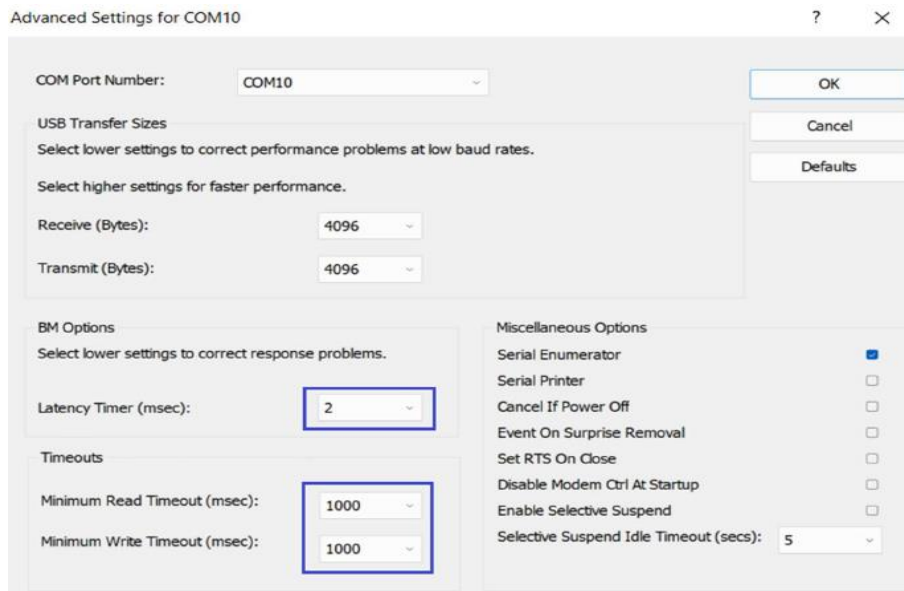 Advanced Settings for COM10
?
COM Port Number:
COM10
OK
USB Transfer Sizes
Cancel
Select lower settings to correct performance problems at low baud rates.
Defaults
Select higher settings for faster performance.
Receive (Bytes):
4096
Transmit (Bytes):
4096
BM Options
Select lower settings to correct response problems.
Latency Timer (msec):
2
Timeouts
Minimum Read Timeout (msec):
1000
Minimum Write Timeout (msec):
1000
Miscellaneous Options
Serial Enumerator
Serial Printer
Cancel If Power Off
Event On Surprise Removal
Set RTS On Close
Disable Modem Ctrl At Startup
Enable Selective Suspend
Selective Suspend Idle Timeout (secs):
5